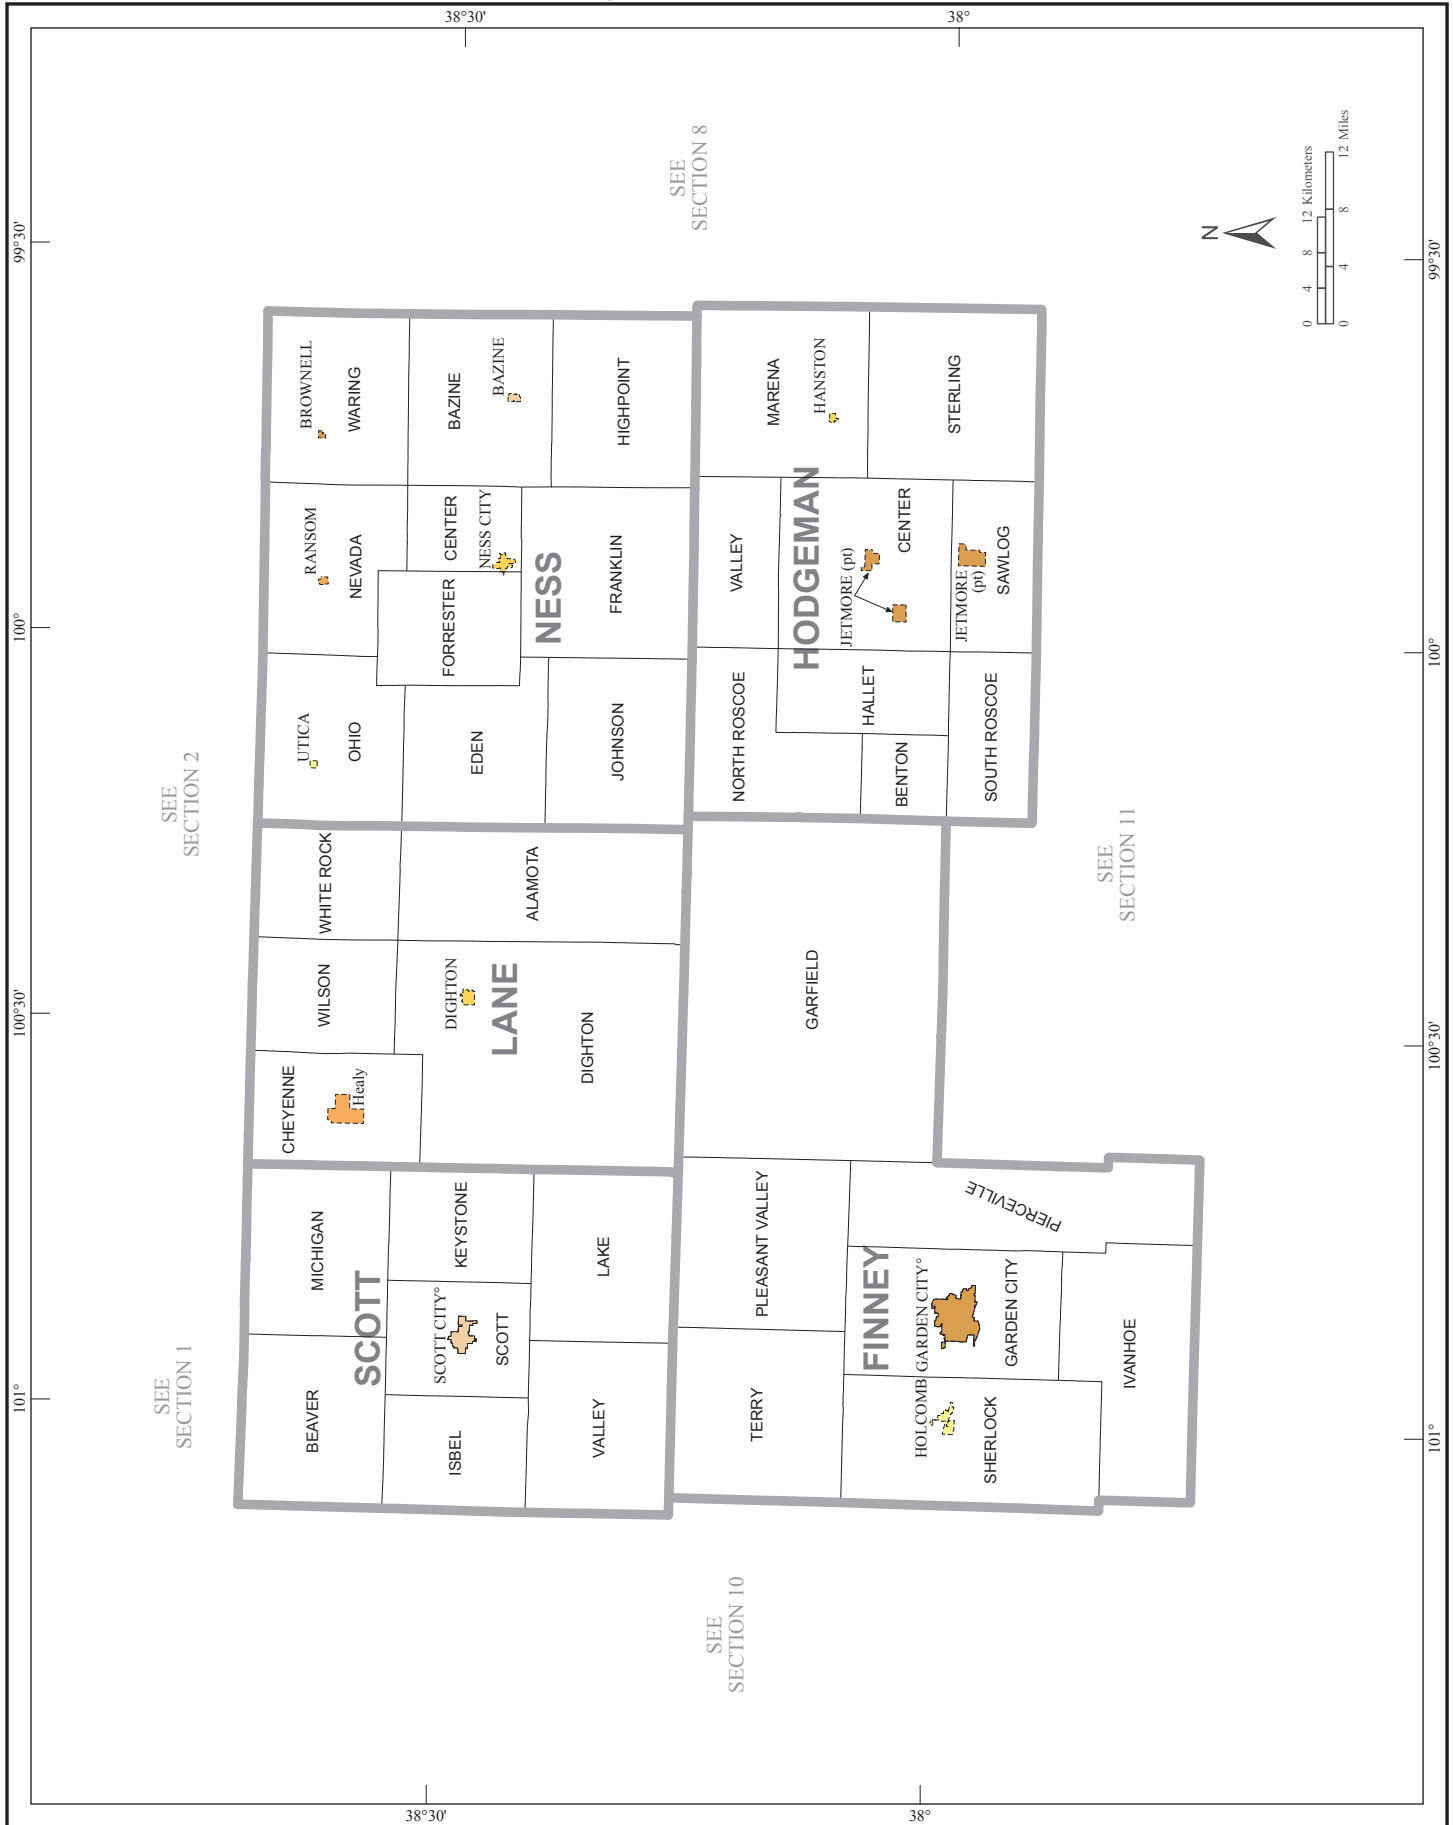 38°30'
38°
99°30'
100°
100°30'
101°
99°30'
100°
100°30'
101°
38°30'
38°
SEE
SECTION 1
SEE
SECTION 2
SEE
SECTION 8
SEE
SECTION 10
SEE
SECTION 11
SCOTT
BEAVER
MICHIGAN
ISBEL
SCOTT CITY°
SCOTT
KEYSTONE
VALLEY
LAKE
LANE
CHEYENNE
Healy
WILSON
WHITE ROCK
DIGHTON
DIGHTON
ALAMOTA
NESS
UTICA
OHIO
RANSOM
NEVADA
BROWNELL
WARING
EDEN
FORRESTER
CENTER
NESS CITY
BAZINE
BAZINE
JOHNSON
FRANKLIN
HIGHPOINT
FINNEY
TERRY
PLEASANT VALLEY
GARFIELD
HOLCOMB
SHERLOCK
GARDEN CITY°
GARDEN CITY
PIERCEVILLE
IVANHOE
HODGEMAN
NORTH ROSCOE
VALLEY
MARENA
HANSTON
HALLET
BENTON
JETMORE (pt)
CENTER
STERLING
SOUTH ROSCOE
JETMORE
(pt)
SAWLOG
N
0 4 8 12 Kilometers
0 4 8 12 Miles